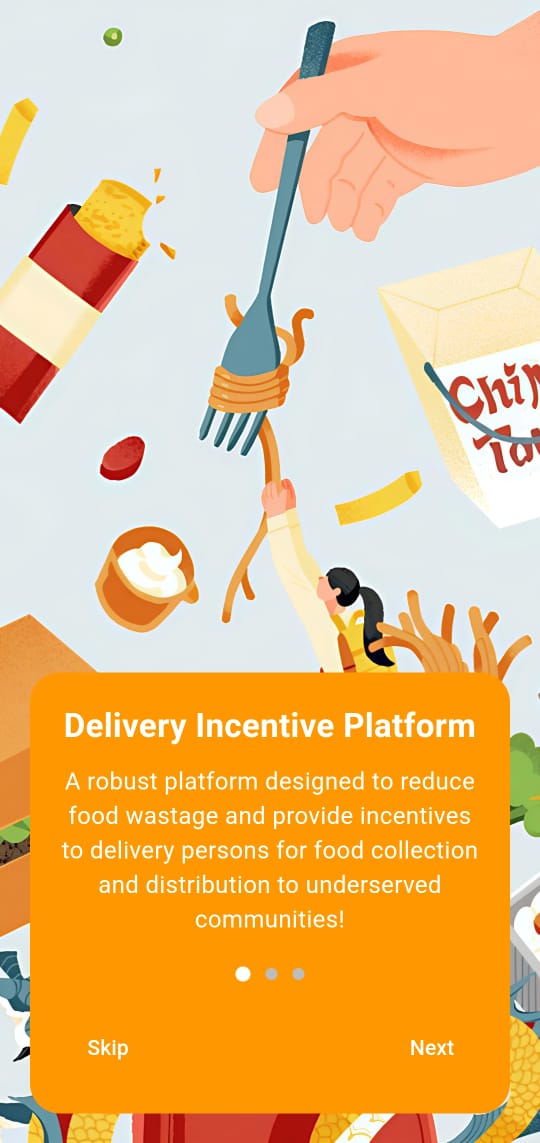 Delivery Incentive Platform
A robust platform designed to reduce
food wastage and provide incentives
to delivery persons for food collection
and distribution to underserved
communities!
Skip
Next